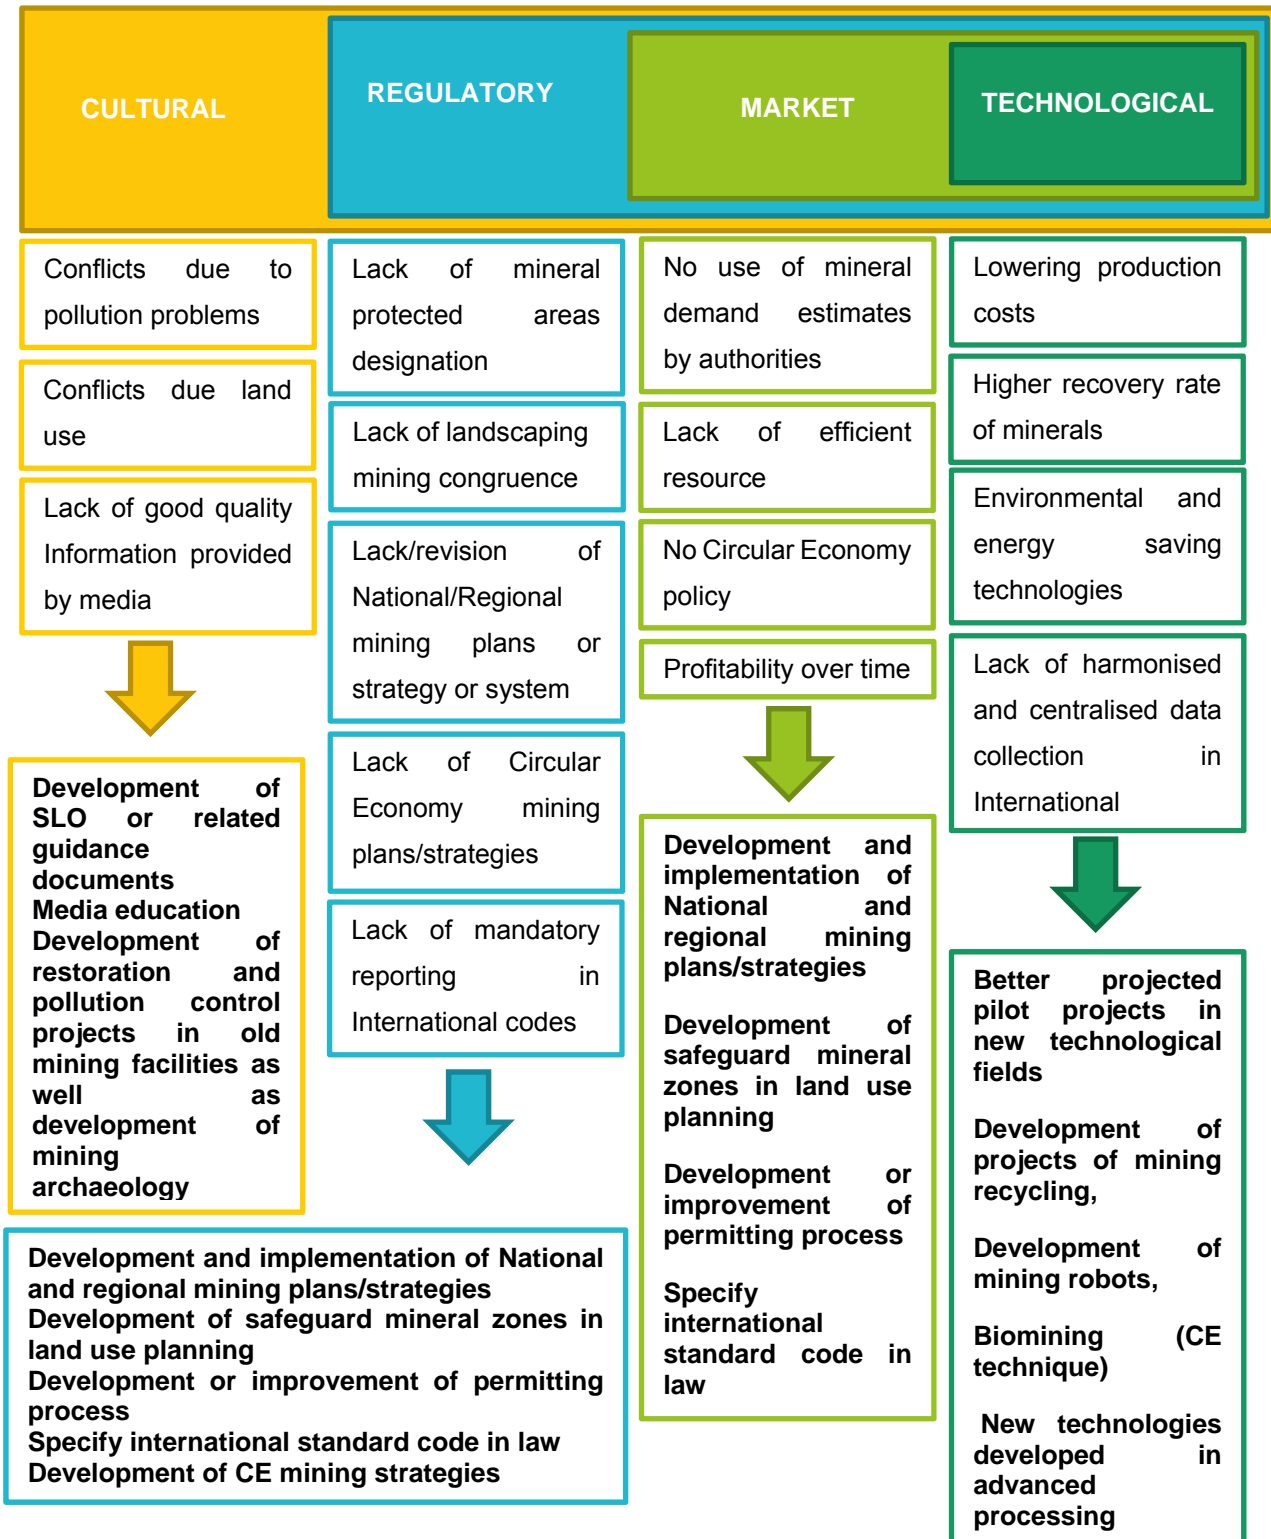 CULTURAL
REGULATORY
MARKET
TECHNOLOGICAL
Conflicts due to
pollution problems
Conflicts due land
use
Lack of good quality
Information provided
by media
Development of
SLO or related
guidance
documents
Media education
Development of
restoration and
pollution control
projects in old
mining facilities as
well as
development of
mining
archaeology
Lack of mineral
protected areas
designation
Lack of landscaping
mining congruence
Lack/revision of
National/Regional
mining plans or
strategy or system
Lack of Circular
Economy mining
plans/strategies
Lack of mandatory
reporting in
International codes
Development and implementation of National
and regional mining plans/strategies
Development of safeguard mineral zones in
land use planning
Development or improvement of permitting
process
Specify international standard code in law
Development of CE mining strategies
No use of mineral
demand estimates
by authorities
Lack of efficient
resource
No Circular Economy
policy
Profitability over time
Development and
implementation of
National and
regional mining
plans/strategies
Development of
safeguard mineral
zones in land use
planning
Development or
improvement of
permitting process
Specify
international
standard code in
law
Lowering production
costs
Higher recovery rate
of minerals
Environmental and
energy saving
technologies
Lack of harmonised
and centralised data
collection in
International
Better projected
pilot projects in
new technological
fields
Development of
projects of mining
recycling,
Development of
mining robots,
Biomining (CE
technique)
New technologies
developed in
advanced
processing